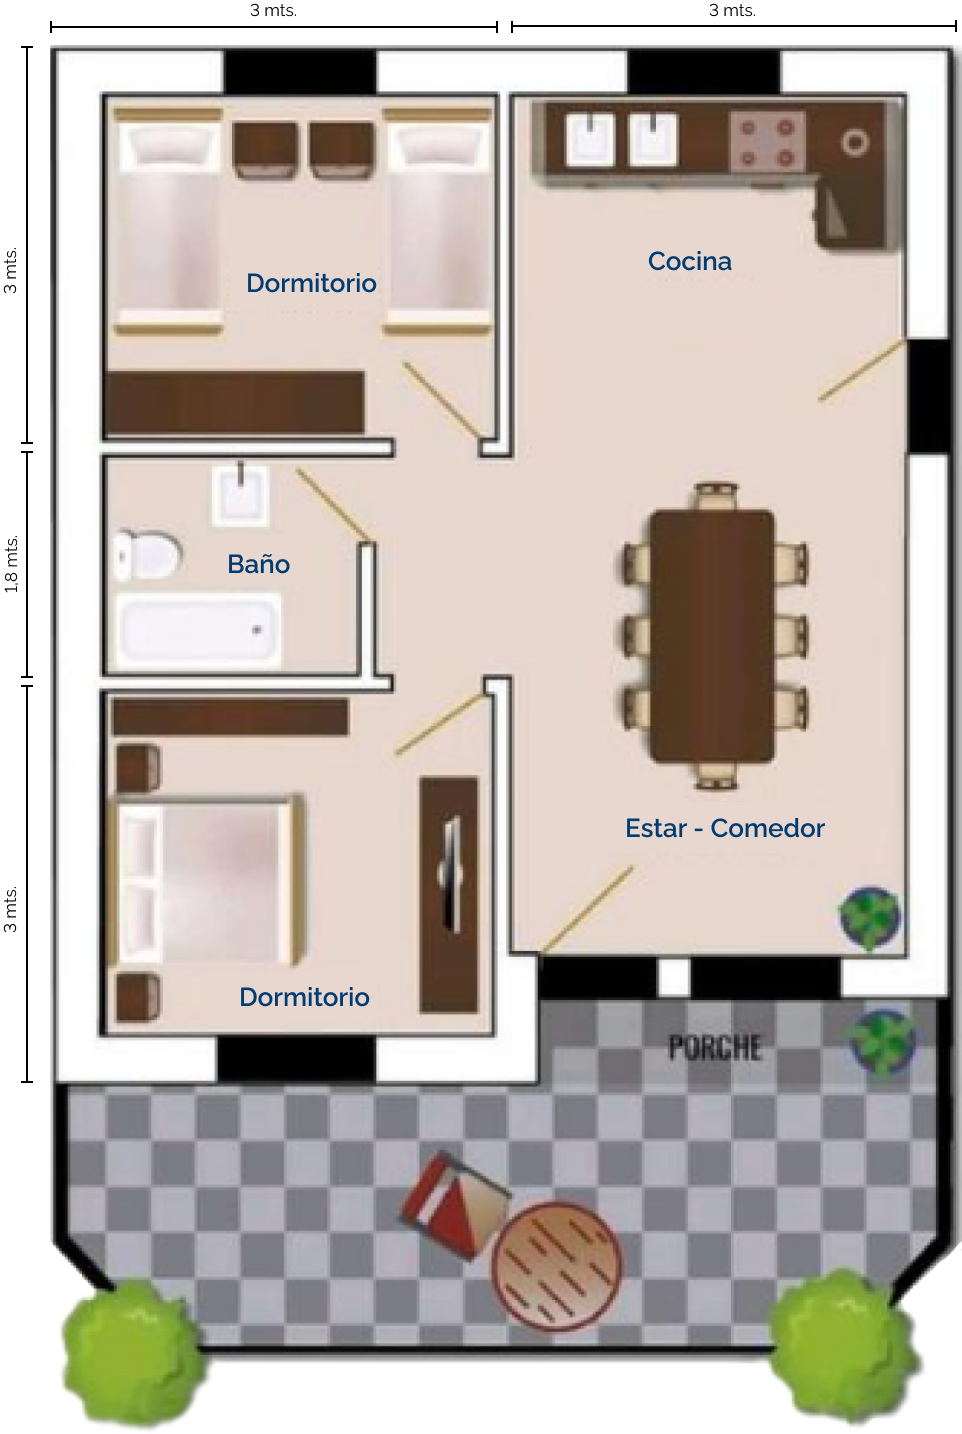 3 mts.
3 mts.
3 mts.
Dormitorio
Cocina
1,8 mts.
Baño
Estar - Comedor
3 mts.
Dormitorio
PORCHE